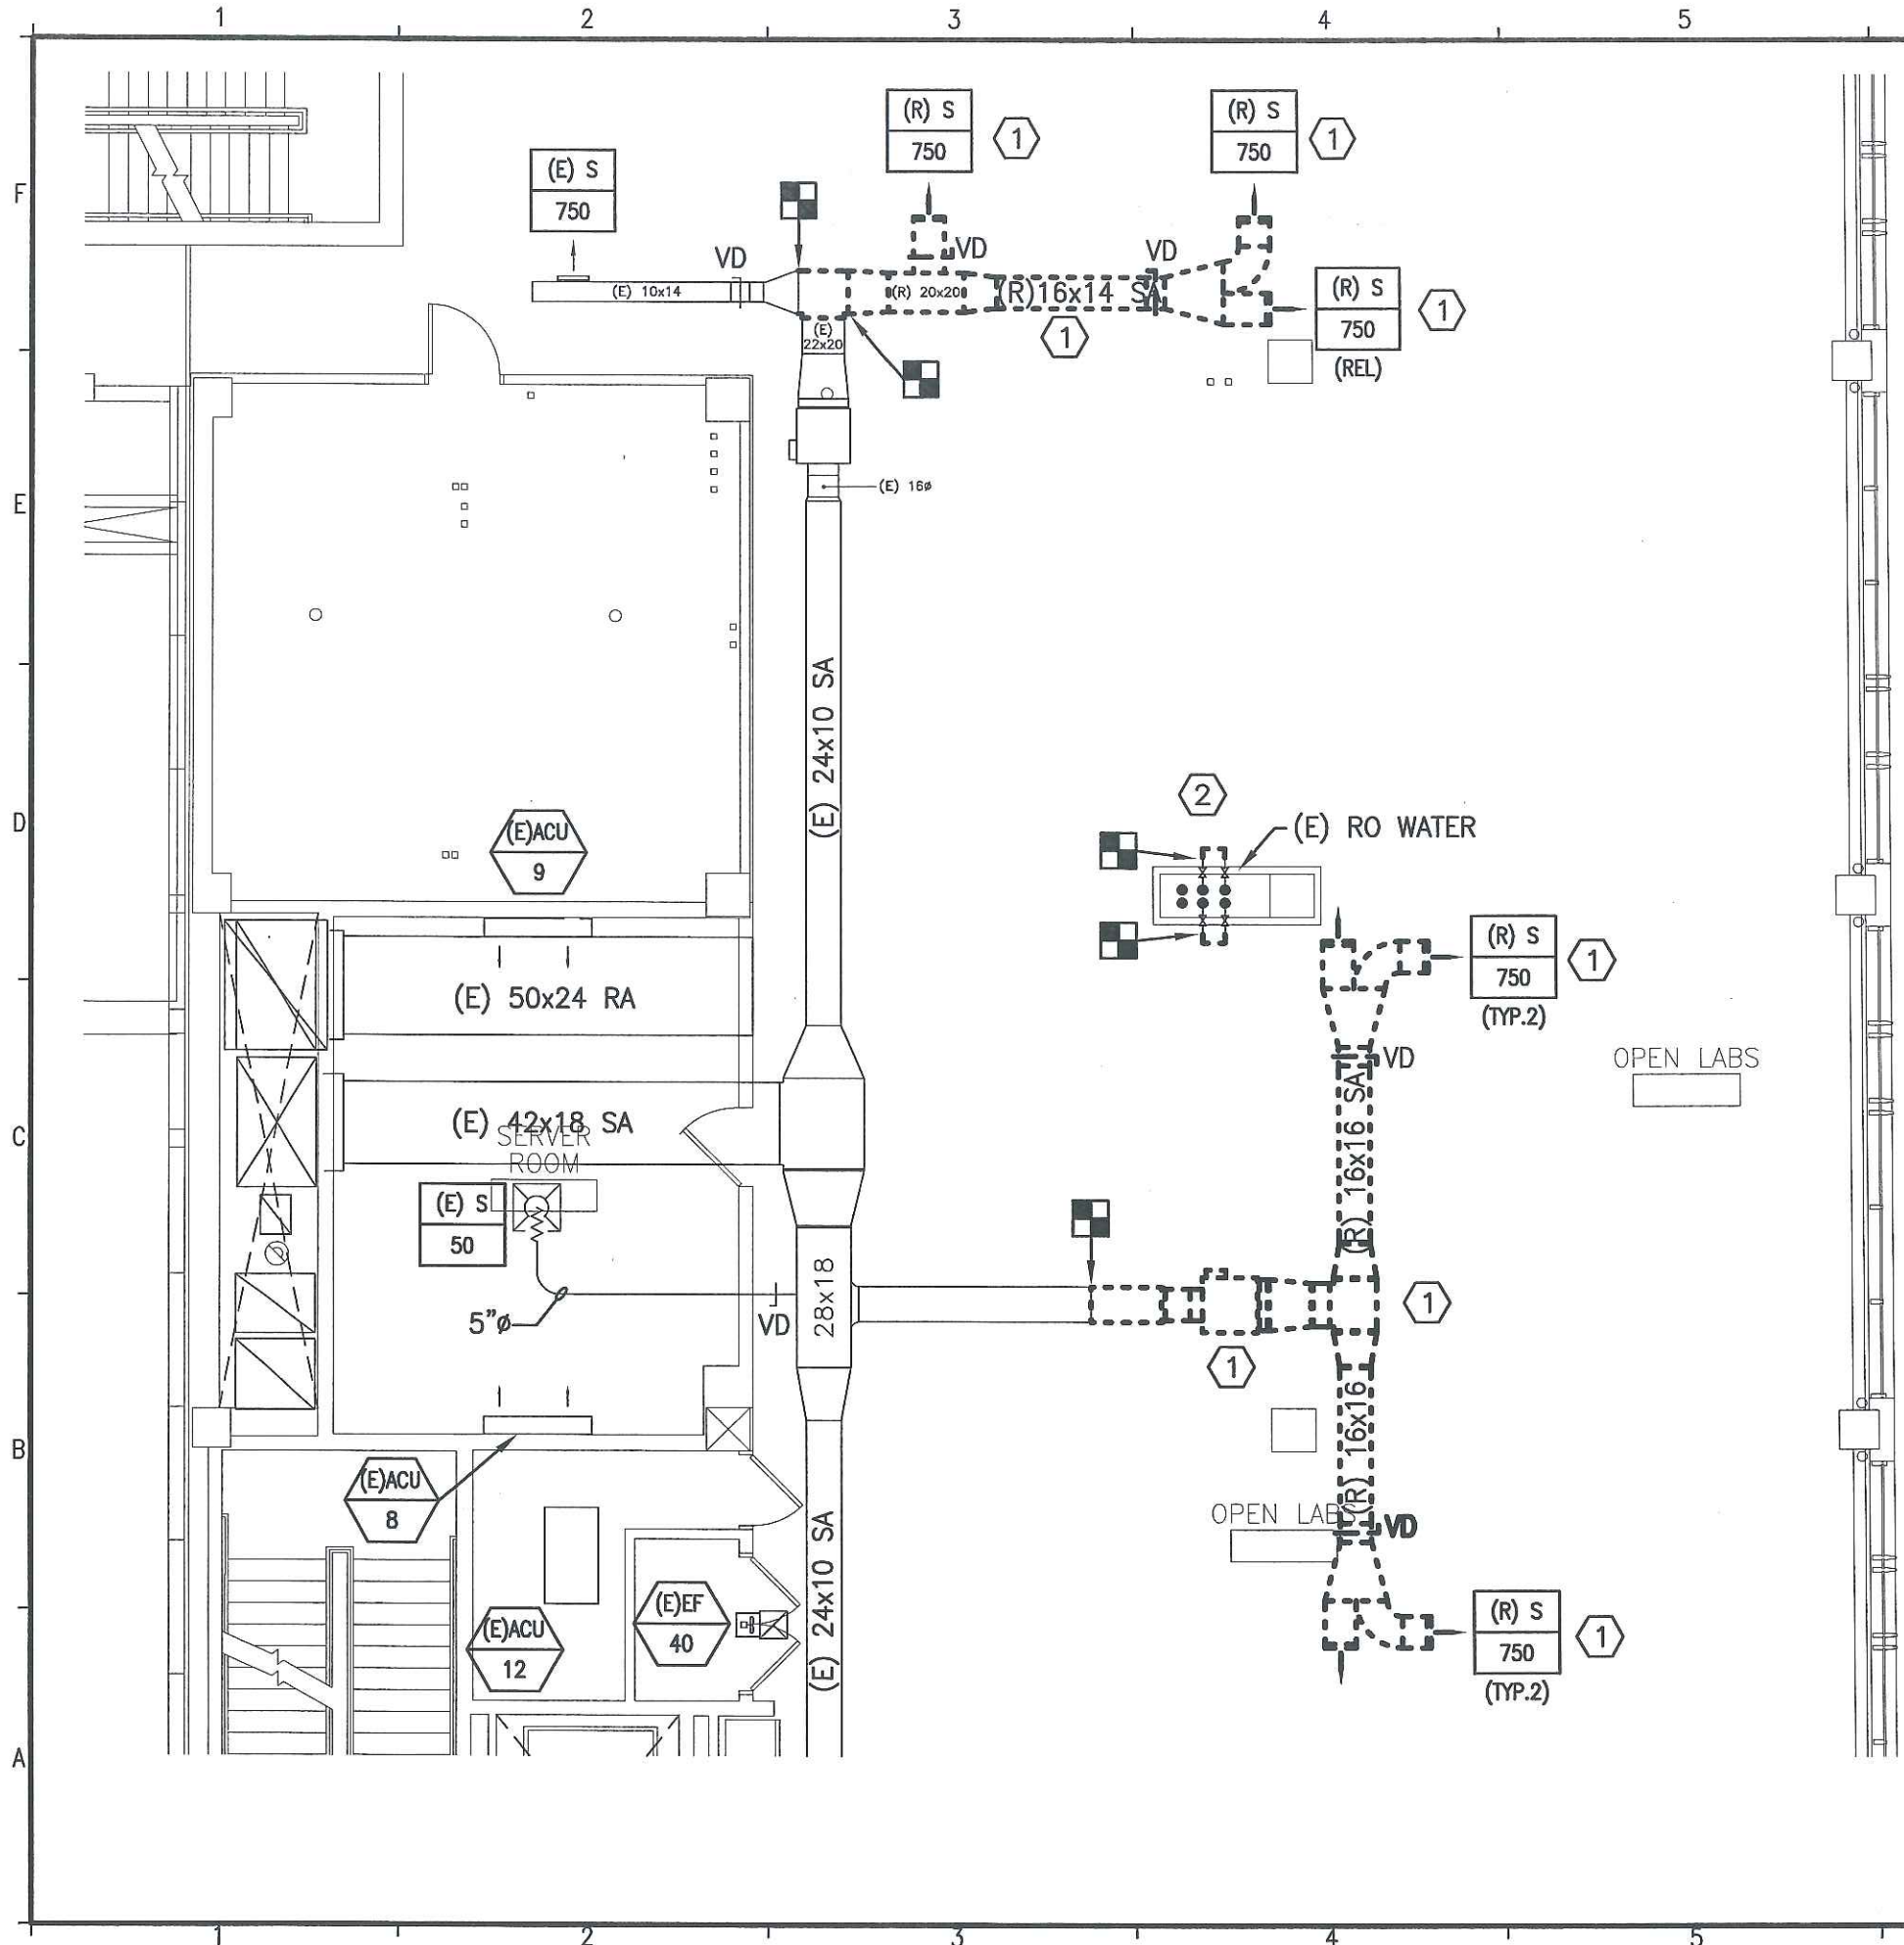 1 2 3 4 5
F
E
D
C
B
A
(R) S
750
1
(R) S
750
1
(E) S
750
VD
VD
VD
(E) 10x14
(R) 20x20
(R)16x14 SA
(R) S
750
(REL)
1
1
(E)
22x20
(E) 16ø
(E) 24x10 SA
2
(E) RO WATER
(E)ACU
9
(R) S
750
(TYP.2)
1
(E) 50x24 RA
VD
OPEN LABS
(E) 42x18 SA
SERVER
ROOM
(R) 16x16 SA
(E) S
50
5"ø
VD
28x18
1
1
(R) 16x16
(E)ACU
8
OPEN LABS
VD
(E) 24x10 SA
(E)ACU
12
(E)EF
40
(R) S
750
(TYP.2)
1
1 2 3 4 5